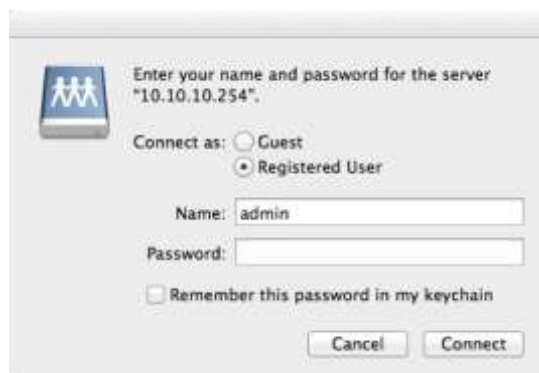 Enter your name and password for the server
"10.10.10.254".
Connect as: Guest
Registered User
Name: admin
Password:
Remember this password in my keychain
Cancel Connect